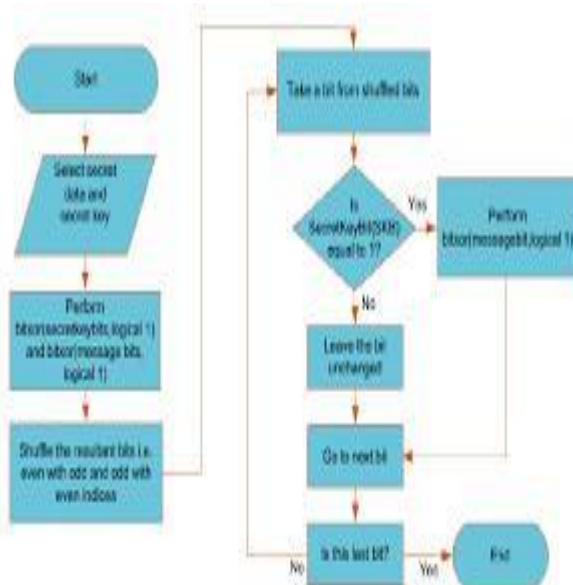 Start
Select secret
data and
secret key
Perform
bitxor(secretkeybits,logical 1)
and bitxor(message bits,
logical 1)
Shuffle the resultant bits i.e.
even with odd and odd with
even indices
Take a bit from shuffled bits
Is
SecretKeyBit(SKB)
equal to 1?
Yes
Perform
bitxor(messagebit,logical 1)
No
Leave the bit
unchanged
Go to next bit
Is this last bit?
No
Yes
End